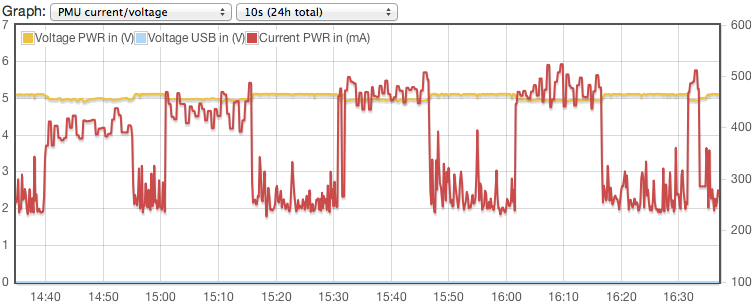 Graph: PMU current/voltage 10s (24h total)
7 600
Voltage PWR in (V) Voltage USB in (V) Current PWR in (mA)
6 500
5
4 400
3 300
2
1 200
0 100
14:40 14:50 15:00 15:10 15:20 15:30 15:40 15:50 16:00 16:10 16:20 16:30